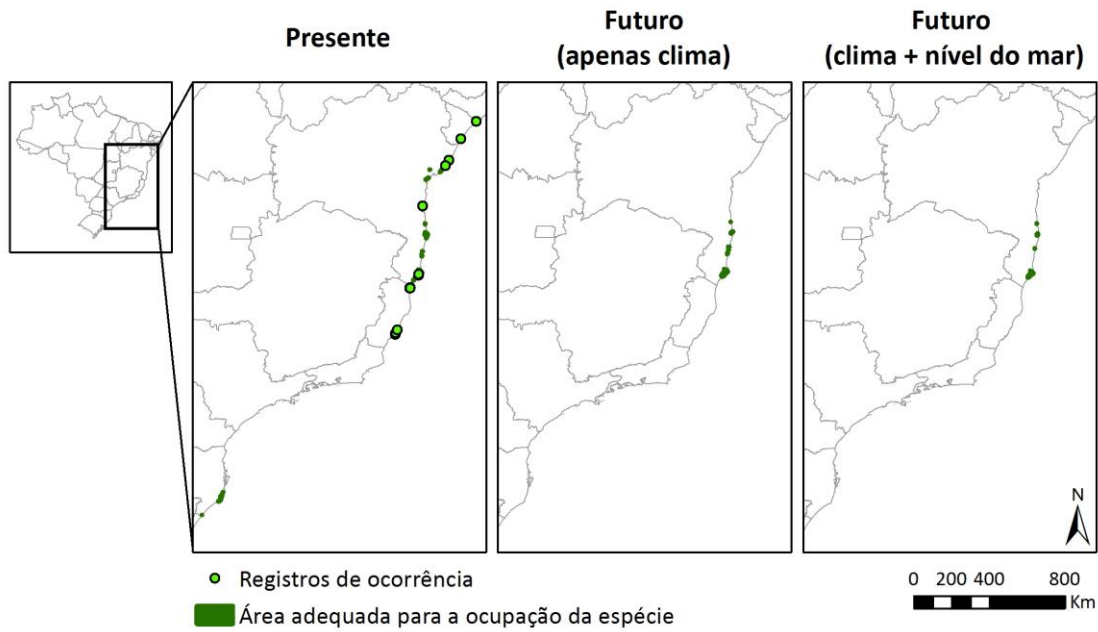 Presente
Futuro
(apenas clima)
Futuro
(clima + nível do mar)
N
Registros de ocorrência
Área adequada para a ocupação da espécie
0 200 400 800
Km